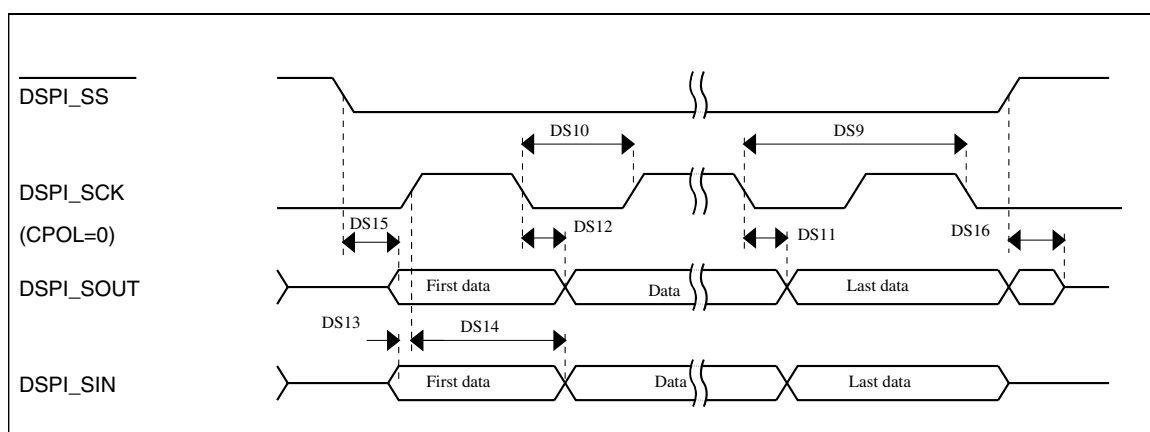 DSPI_SS
DS10
DS9
DSPI_SCK
(CPOL=0)
DS15
DS12
DS11
DS16
DSPI_SOUT
First data
Data
Last data
DS13
DS14
DSPI_SIN
First data
Data
Last data